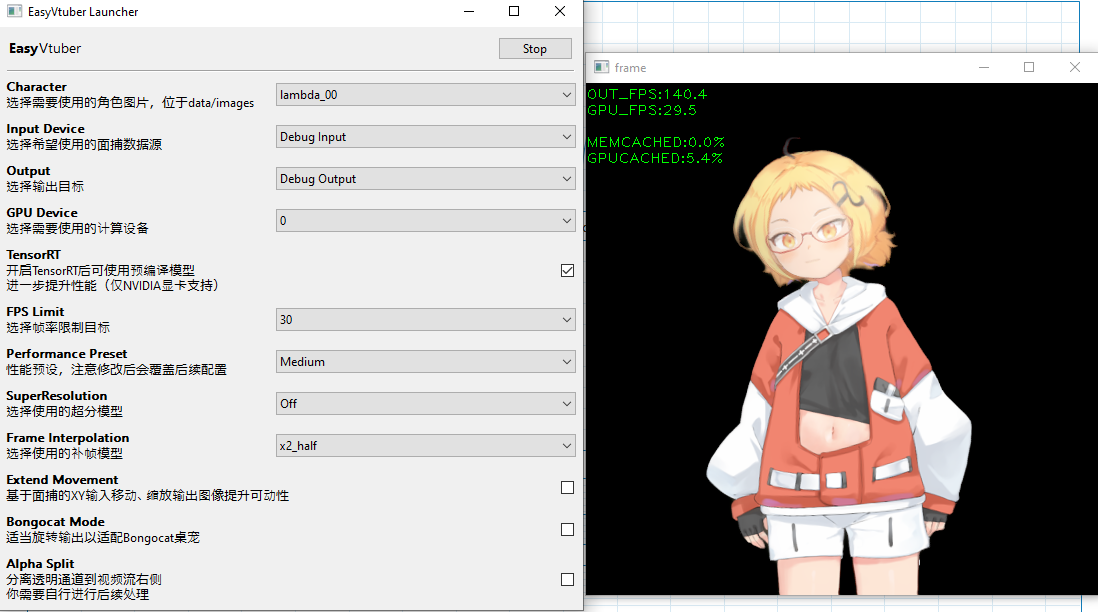 EasyVtuber Launcher
EasyVtuber
Stop
Character
选择需要使用的角色图片，位于data/images
lambda_00
Input Device
选择希望使用的面捕数据源
Debug Input
Output
选择输出目标
Debug Output
GPU Device
选择需要使用的计算设备
0
TensorRT
开启TensorRT后可使用预编译模型
进一步提升性能（仅NVIDIA显卡支持）
FPS Limit
选择帧率限制目标
30
Performance Preset
性能预设，注意修改后会覆盖后续配置
Medium
SuperResolution
选择使用的超分模型
Off
Frame Interpolation
选择使用的补帧模型
x2_half
Extend Movement
基于面捕的XY输入移动、缩放输出图像提升可动性
Bongocat Mode
适当旋转输出以适配Bongocat桌宠
Alpha Split
分离透明通道到视频流右侧
你需要自行进行后续处理
frame
OUT_FPS:140.4
GPU_FPS:29.5
MEMCACHED:0.0%
GPUCACHED:5.4%